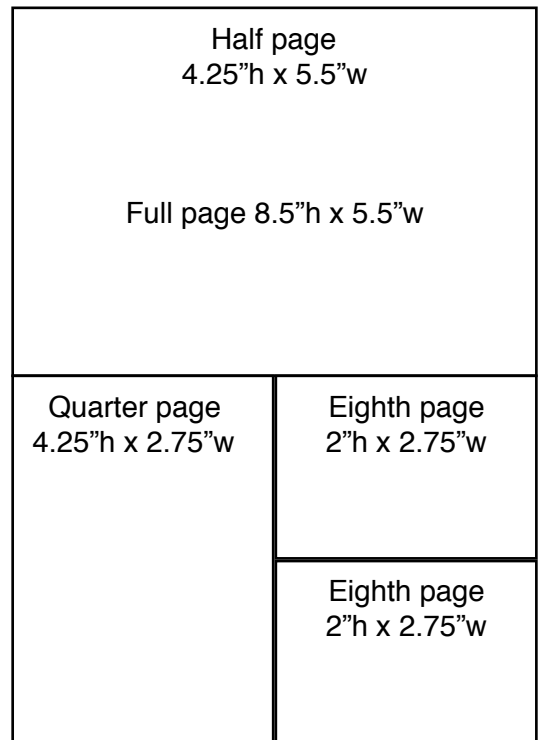 Half page
4.25”h x 5.5”w
Full page 8.5”h x 5.5”w
Quarter page
4.25”h x 2.75”w
Eighth page
2”h x 2.75”w
Eighth page
2”h x 2.75”w